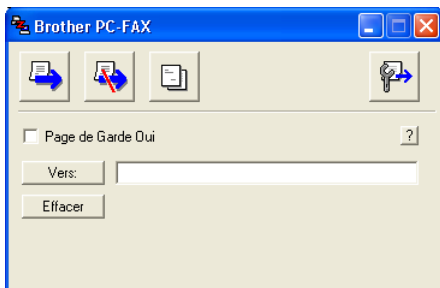 Brother PC-FAX
Page de Garde Oui
?
Vers:
Effacer